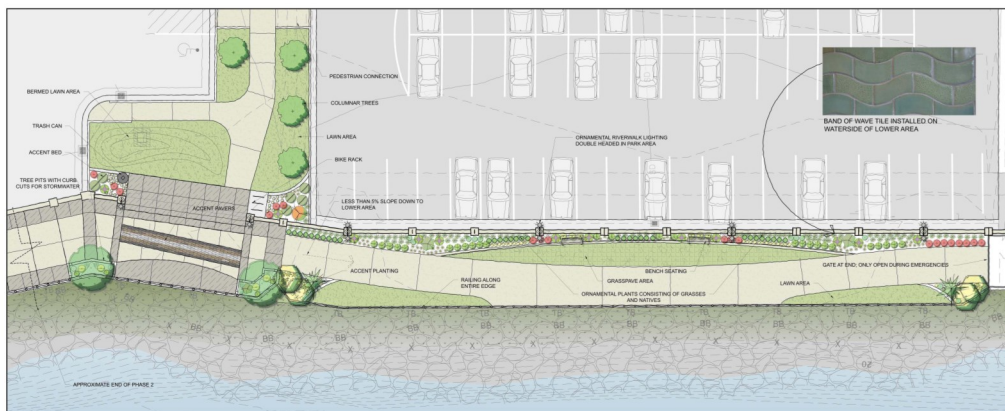 PEDESTRIAN CONNECTION
BERMED LAWN AREA
COLUMNAR TREES
BAND OF WAVE TILE INSTALLED ON
WATERSIDE OF LOWER AREA
TRASH CAN
LAWN AREA
ORNAMENTAL RIVERWALK LIGHTING
DOUBLE HEADED IN PARK AREA
ACCENT BED
BIKE RACK
TREE PITS WITH CURB
CUTS FOR STORMWATER
ACCENT PAVERS
LESS THAN 5% SLOPE DOWN TO
LOWER AREA
ACCENT PLANTING
RAILING ALONG
ENTIRE EDGE
GRASSPAVE AREA
BENCH SEATING
GATE AT END; ONLY OPEN DURING EMERGENCIES
ORNAMENTAL PLANTS CONSISTING OF GRASSES
AND NATIVES
LAWN AREA
APPROXIMATE END OF PHASE 2